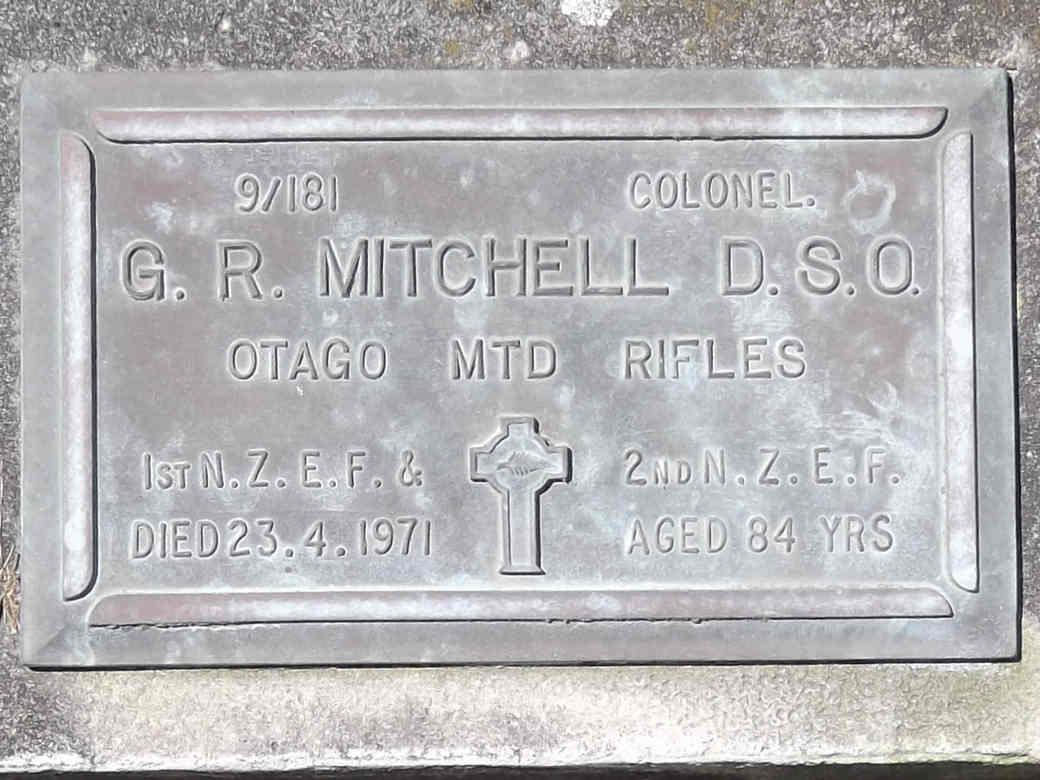 9/181 COLONEL.
G. R. MITCHELL D.S.O.
OTAGO MTD RIFLES
1ST N.Z.E.F. & 2ND N.Z.E.F.
DIED 23.4.1971 AGED 84 YRS